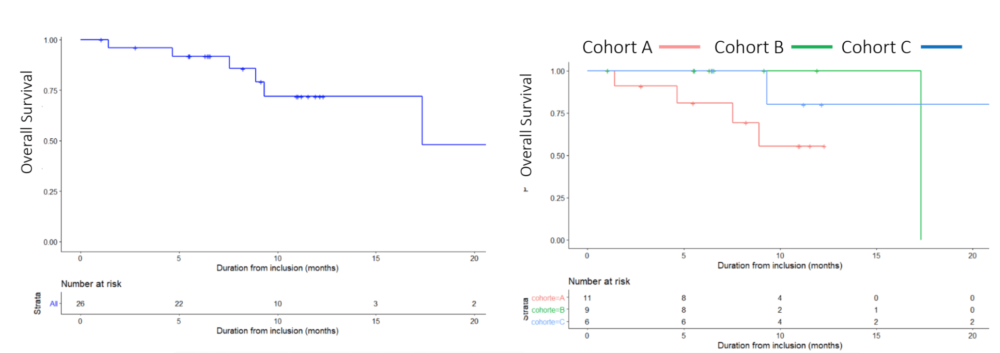 Overall Survival
1.00
0.75
0.50
0.25
0.00
0 5 10 15 20
Duration from inclusion (months)
Number at risk
Strata
All 26 22 10 3 2
0 5 10 15 20
Duration from inclusion (months)
Cohort A Cohort B Cohort C
Overall Survival
1.00
0.75
0.50
0.25
0.00
0 5 10 15 20
Duration from inclusion (months)
Number at risk
Strata
cohorte=A 11 8 4 0 0
cohorte=B 9 8 2 1 0
cohorte=C 6 6 4 2 2
0 5 10 15 20
Duration from inclusion (months)